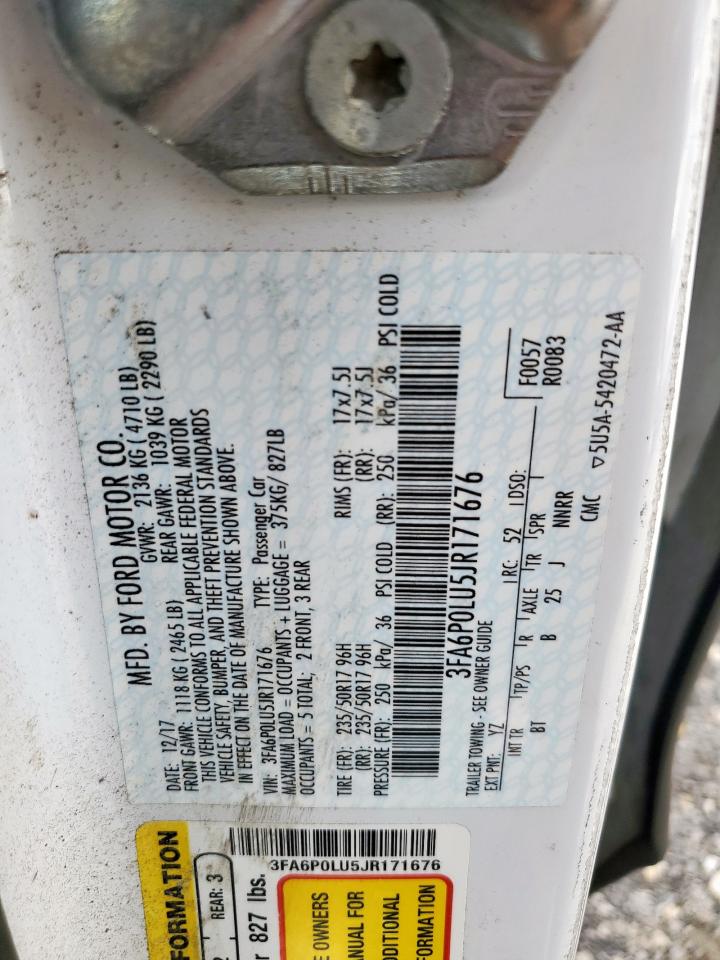 MFD. BY FORD MOTOR CO.
DATE: 12/17 GVWR: 2136 KG ( 4710 LB)
FRONT GAWR: 1118 KG ( 2465 LB) REAR GAWR: 1039 KG ( 2290 LB)
THIS VEHICLE CONFORMS TO ALL APPLICABLE FEDERAL MOTOR
VEHICLE SAFETY, BUMPER, AND THEFT PREVENTION STANDARDS
IN EFFECT ON THE DATE OF MANUFACTURE SHOWN ABOVE.
VIN: 3FA6P0LU5JR171676 TYPE: Passenger Car
MAXIMUM LOAD = OCCUPANTS + LUGGAGE = 375KG/ 827LB
OCCUPANTS = 5 TOTAL; 2 FRONT, 3 REAR
TIRE (FR): 235/50R17 96H RIMS (FR): 17x7.5J
(RR): 235/50R17 96H (RR): 17x7.5J
PRESSURE (FR): 250 kPa/ 36 PSI COLD (RR): 250 kPa/ 36 PSI COLD
3FA6P0LU5JR171676
TRAILER TOWING - SEE OWNER GUIDE
F0057
EXT PNT: YZ RC: 52 DSO: R0083
INT TR TP/PS R AXLE TR SPR
BT B 25 J NNRR
CMC
5U5A-5420472-AA
3FA6P0LU5JR171676
FORMATION
REAR: 3
827 lbs.
OWNERS
MANUAL FOR
DDITIONAL
FORMATION